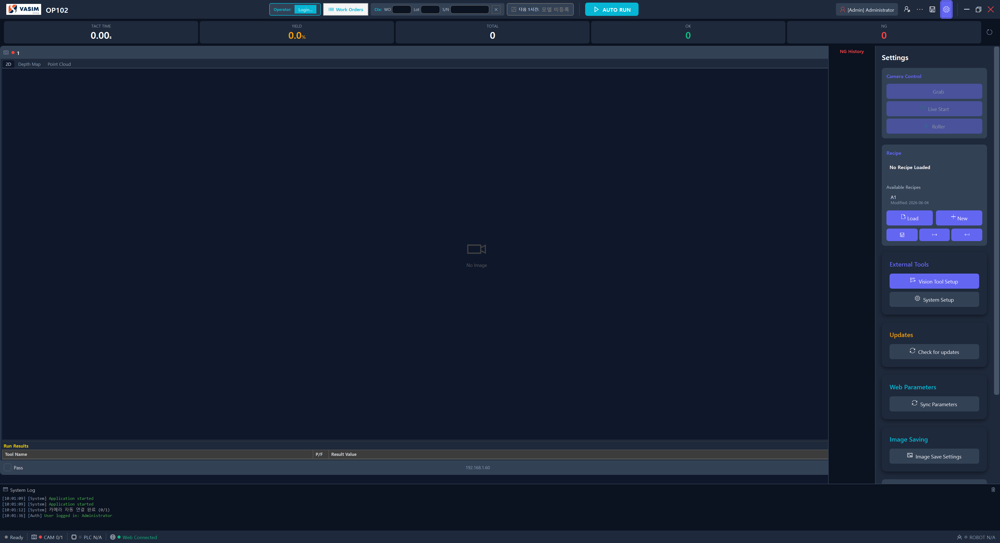 VASIM
OP102
Operator: Login...
Work Orders
Ctx: WO Lot S/N
다음 1시간: 모델 미등록
AUTO RUN
[Admin] Administrator
TACT TIME
0.00s
YIELD
0.0%
TOTAL
0
OK
0
NG
0
1
2D Depth Map Point Cloud
No Image
NG History
Settings
Camera Control
Grab
Live Start
Roller
Recipe
No Recipe Loaded
Available Recipes
A1
Modified: 2026-06-04
Load
New
External Tools
Vision Tool Setup
System Setup
Updates
Check for updates
Web Parameters
Sync Parameters
Image Saving
Image Save Settings
Run Results
Tool Name P/F Result Value
Pass 192.168.1.60
System Log
[10:01:09] [System] Application started
[10:01:09] [System] Application started
[10:01:12] [System] 카메라 자동 연결 완료 (0/1)
[10:01:36] [Auth] User logged in: Administrator
Ready CAM 0/1 PLC N/A Web Connected ROBOT N/A